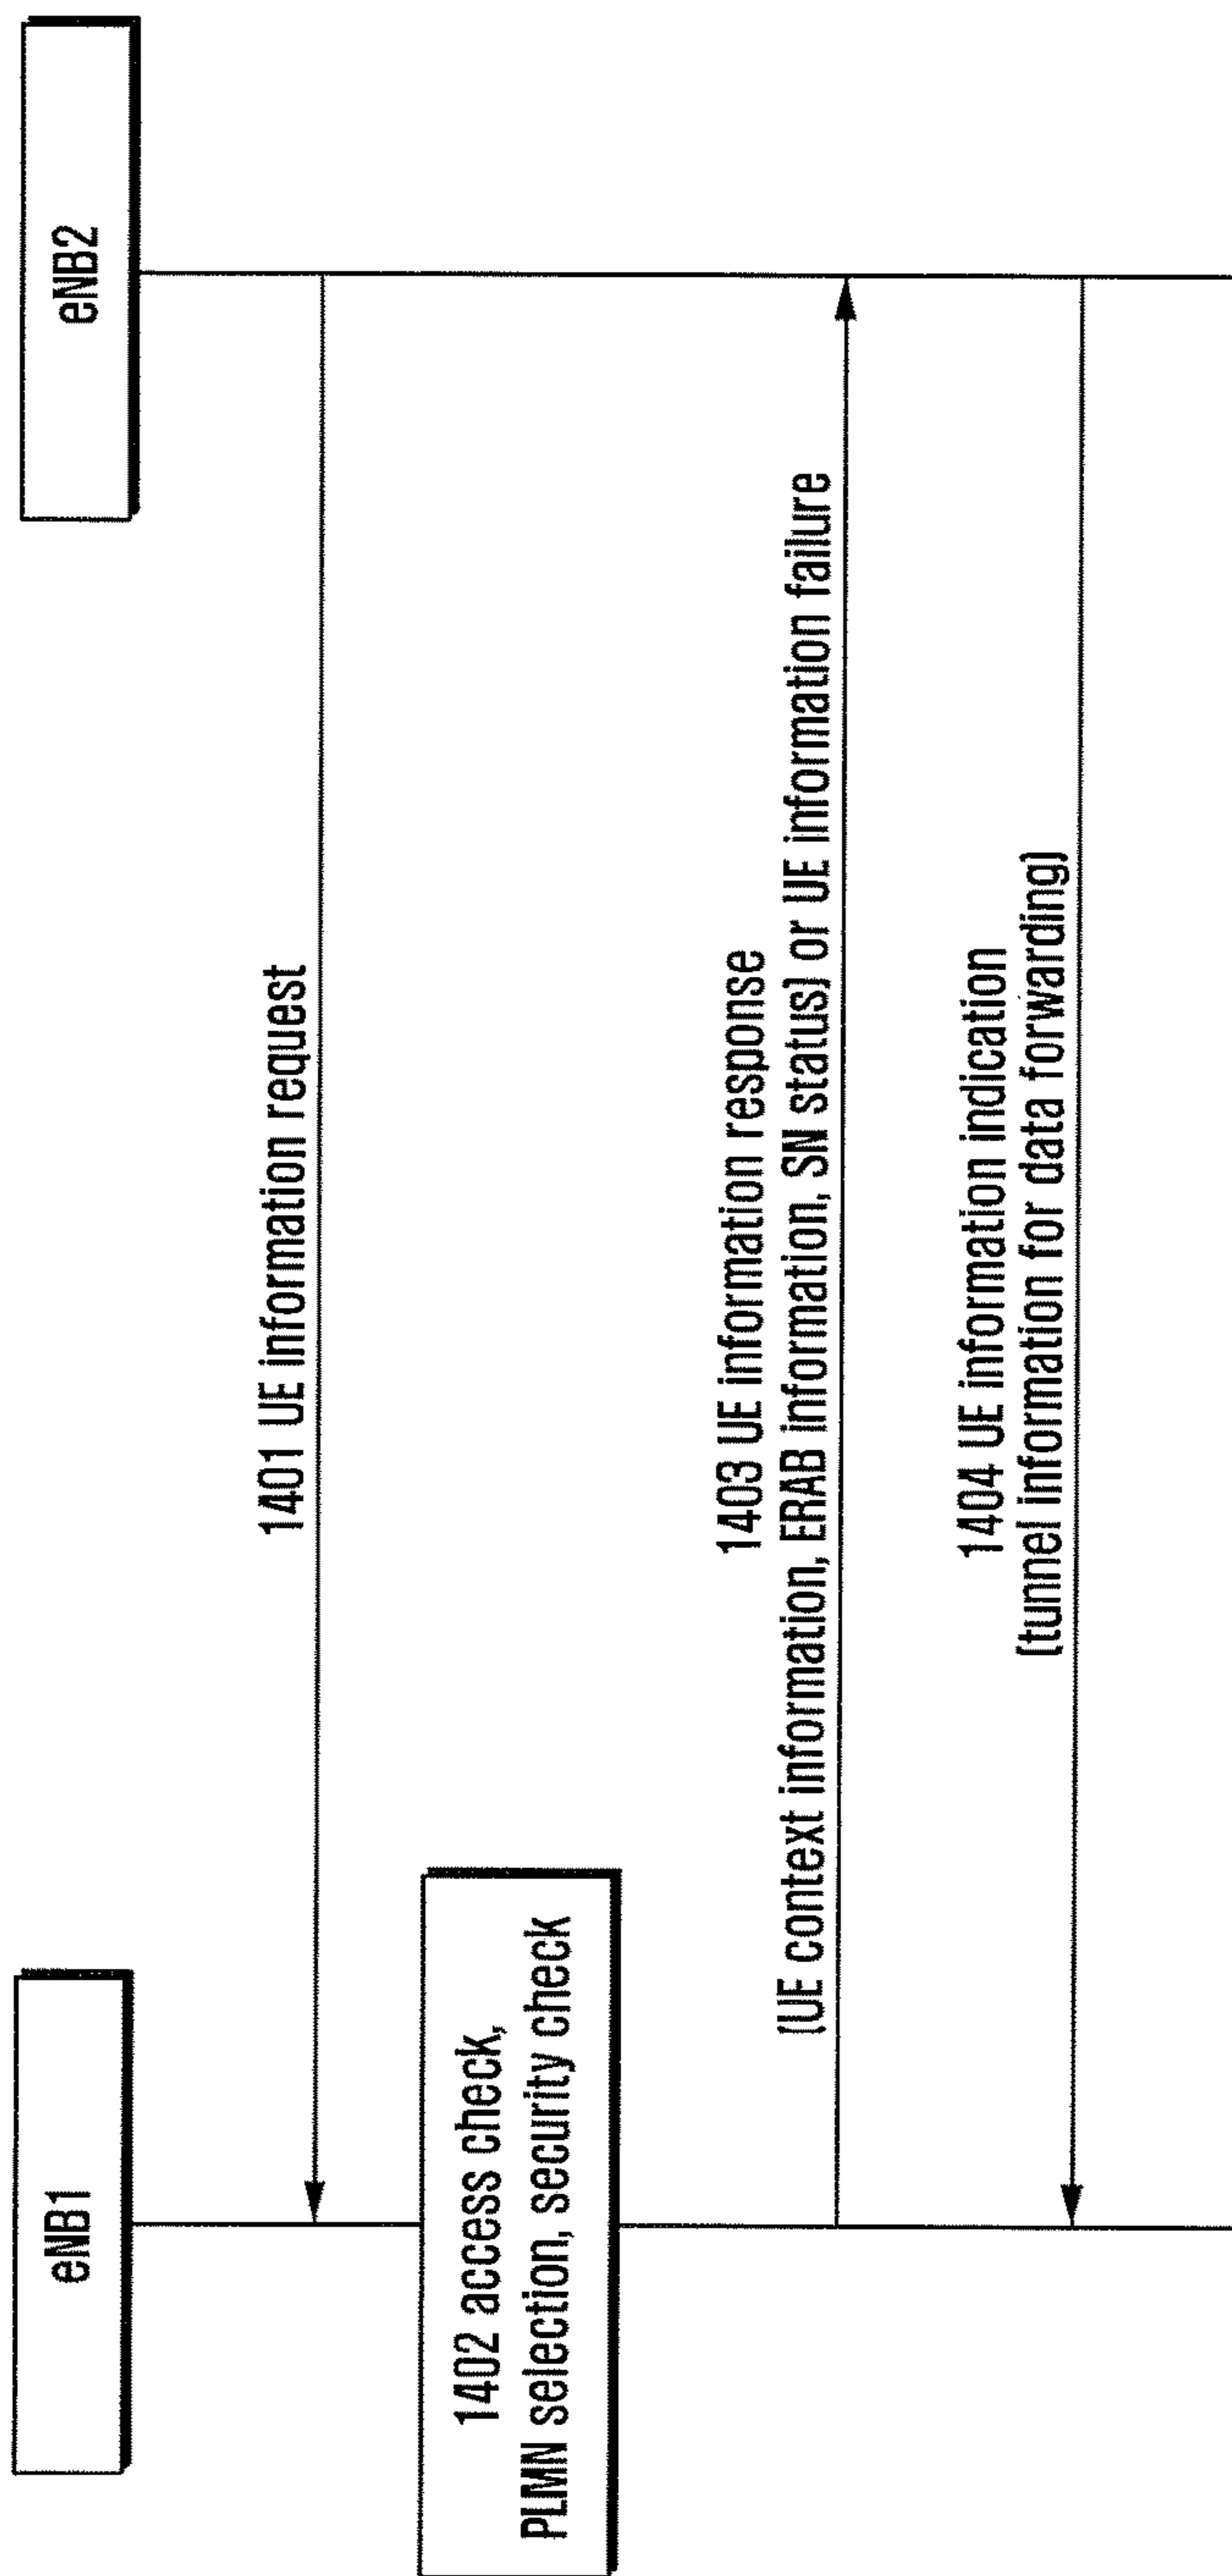 eNB1
eNB2
1401 UE information request
1402 access check,
PLMN selection, security check
1403 UE information response
(UE context information, ERAB information, SN status) or UE information failure
1404 UE information indication
(tunnel information for data forwarding)